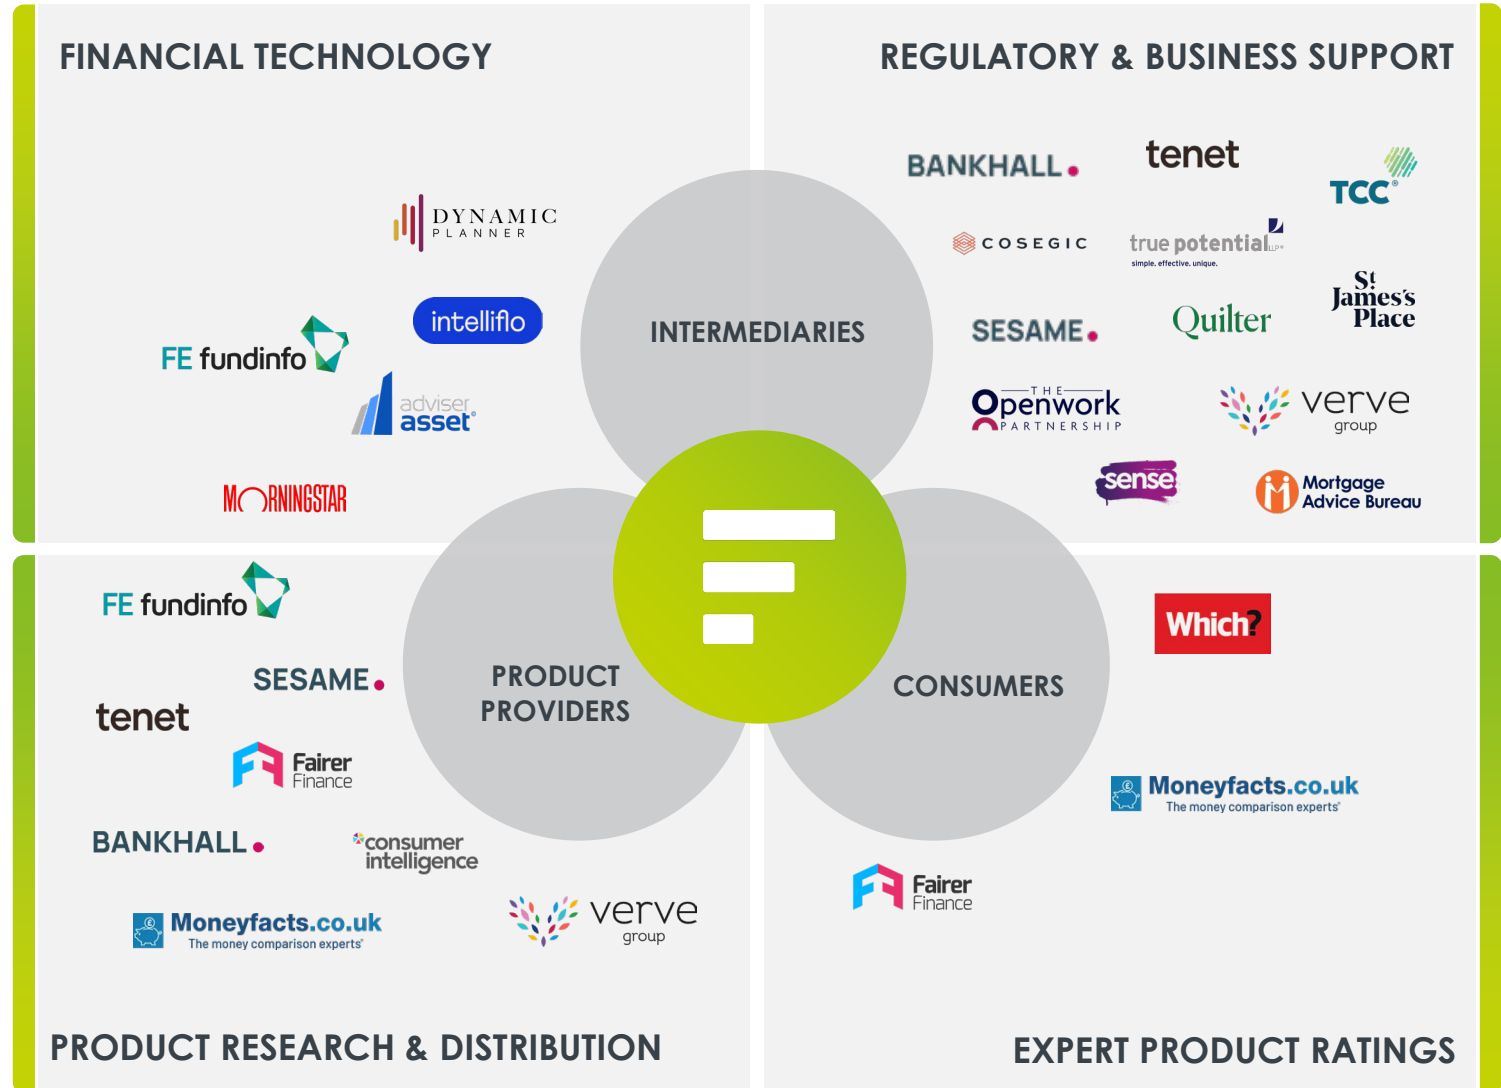 FINANCIAL TECHNOLOGY
REGULATORY & BUSINESS SUPPORT
DYNAMIC
PLANNER
intelliflo
FE fundinfo
adviser
asset®
MORNINGSTAR
BANKHALL.
tenet
TCC®
COSEGIC
true potential LLP®
simple. effective. unique.
St
James's
Place
SESAME.
Quilter
THE
Openwork
PARTNERSHIP
verve
group
sense
Mortgage
Advice Bureau
INTERMEDIARIES
PRODUCT
PROVIDERS
CONSUMERS
FE fundinfo
SESAME.
tenet
Fairer
Finance
BANKHALL.
consumer
intelligence
£
Moneyfacts.co.uk
The money comparison experts®
verve
group
Which?
£
Moneyfacts.co.uk
The money comparison experts®
Fairer
Finance
PRODUCT RESEARCH & DISTRIBUTION
EXPERT PRODUCT RATINGS